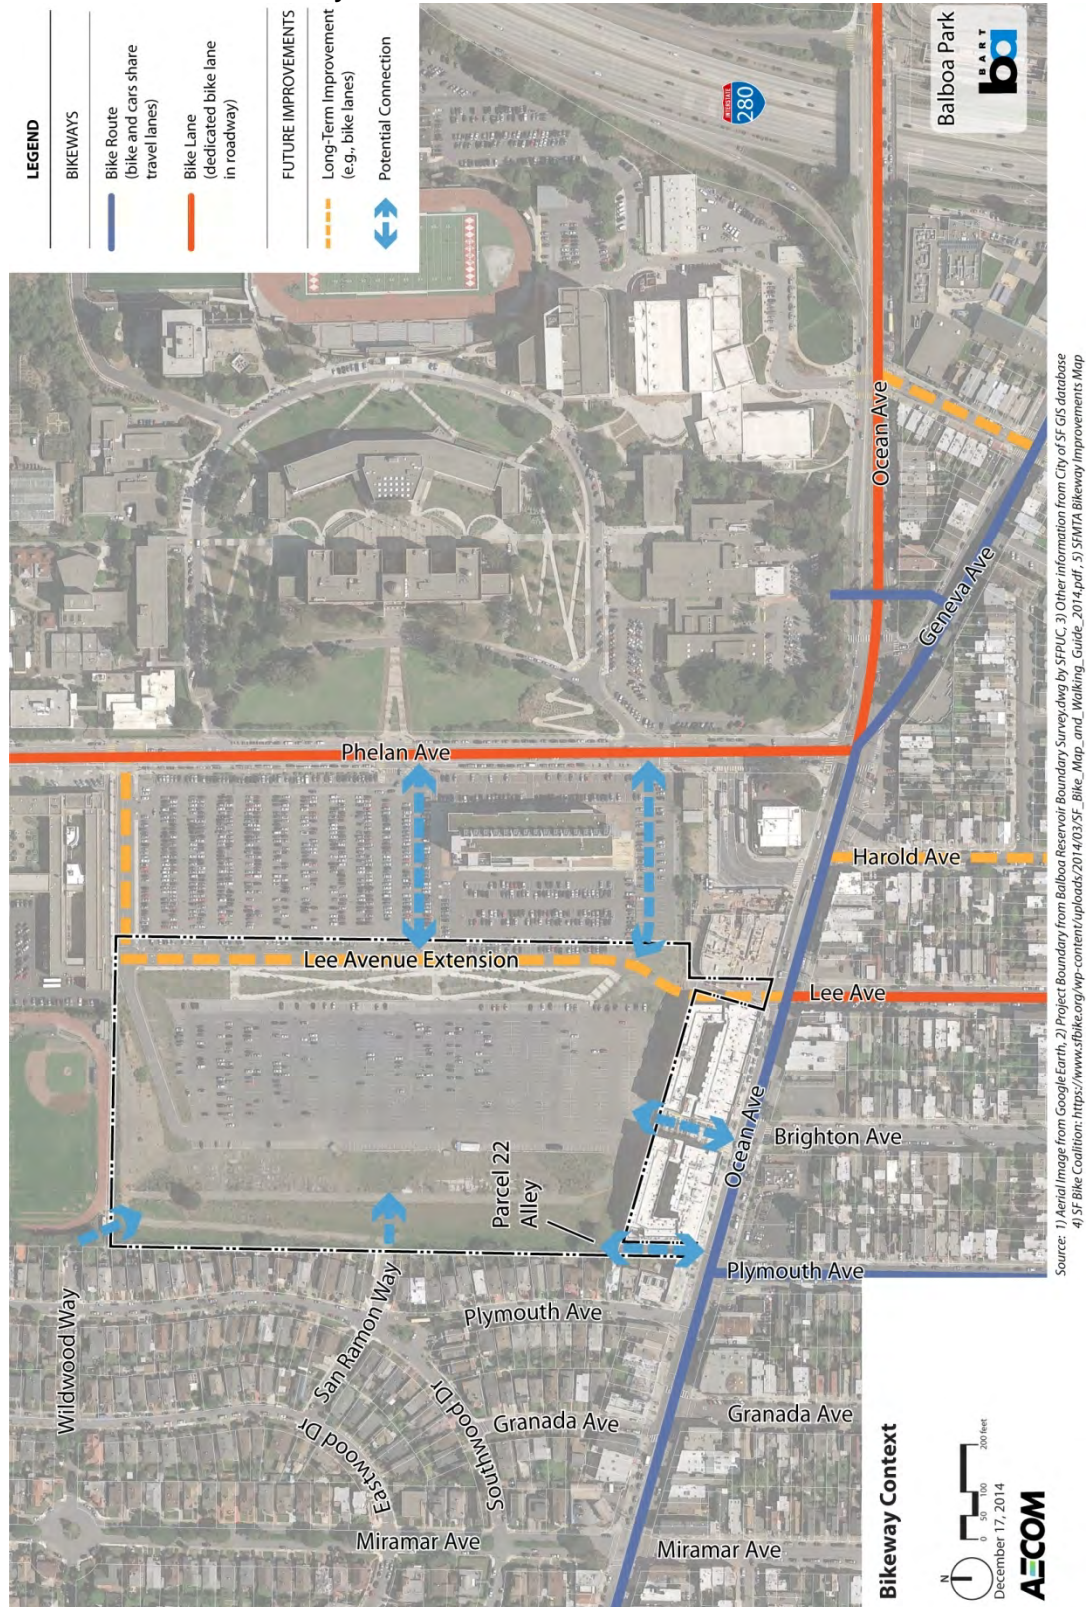 LEGEND
BIKEWAYS
Bike Route
(bike and cars share
travel lanes)
Bike Lane
(dedicated bike lane
in roadway)
FUTURE IMPROVEMENTS
Long-Term Improvement
(e.g., bike lanes)
Potential Connection
INTERSTATE
280
Balboa Park
BART
ba
Wildwood Way
San Ramon Way
Eastwood Dr
Southwood Dr
Plymouth Ave
Granada Ave
Miramar Ave
Parcel 22
Alley
Lee Avenue Extension
Phelan Ave
Ocean Ave
Ocean Ave
Geneva Ave
Harold Ave
Lee Ave
Brighton Ave
Plymouth Ave
Granada Ave
Miramar Ave
Bikeway Context
N
0 50 100 200 feet
December 17, 2014
AECOM
Source: 1) Aerial Image from Google Earth, 2) Project Boundary from Balboa Reservoir Boundary Survey.dwg by SFPUC, 3) Other information from City of SF GIS database
4) SF Bike Coalition: https://www.sfbike.org/wp-content/uploads/2014/03/SF_Bike_Map_and_Walking_Guide_2014.pdf, 5) SFMTA Bikeway Improvements Map